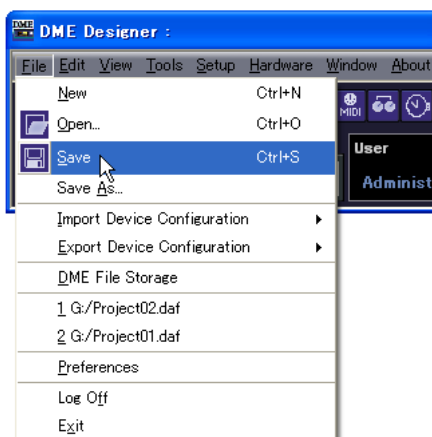 DME Designer :
File Edit View Tools Setup Hardware Window About
New Ctrl+N
Open... Ctrl+O
Save Ctrl+S
Save As...
Import Device Configuration
Export Device Configuration
DME File Storage
1 G:/Project02.daf
2 G:/Project01.daf
Preferences
Log Off
Exit
MIDI
User
Administ